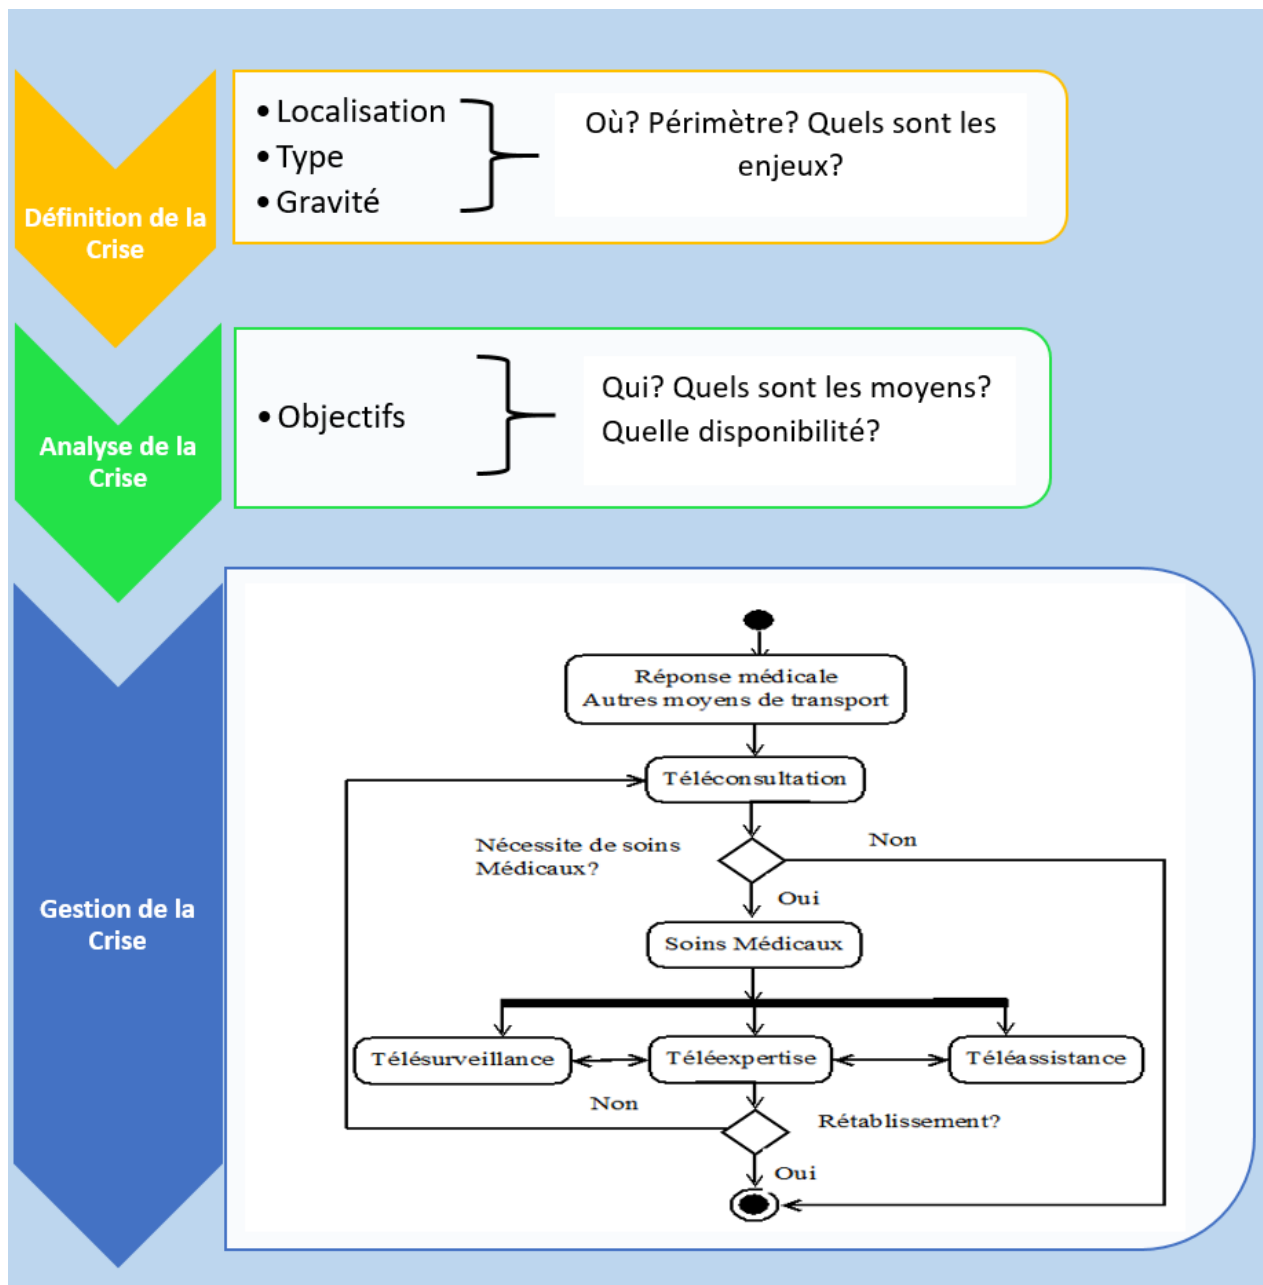 Définition de la
Crise
• Localisation
• Type
• Gravité
Où? Périmètre? Quels sont les
enjeux?
Analyse de la
Crise
• Objectifs
Qui? Quels sont les moyens?
Quelle disponibilité?
Gestion de la
Crise
Réponse médicale
Autres moyens de transport
Téléconsultation
Nécessite de soins
Médicaux?
Non
Oui
Soins Médicaux
Télésurveillance
Téléexpertise
Téléassistance
Non
Rétablissement?
Oui